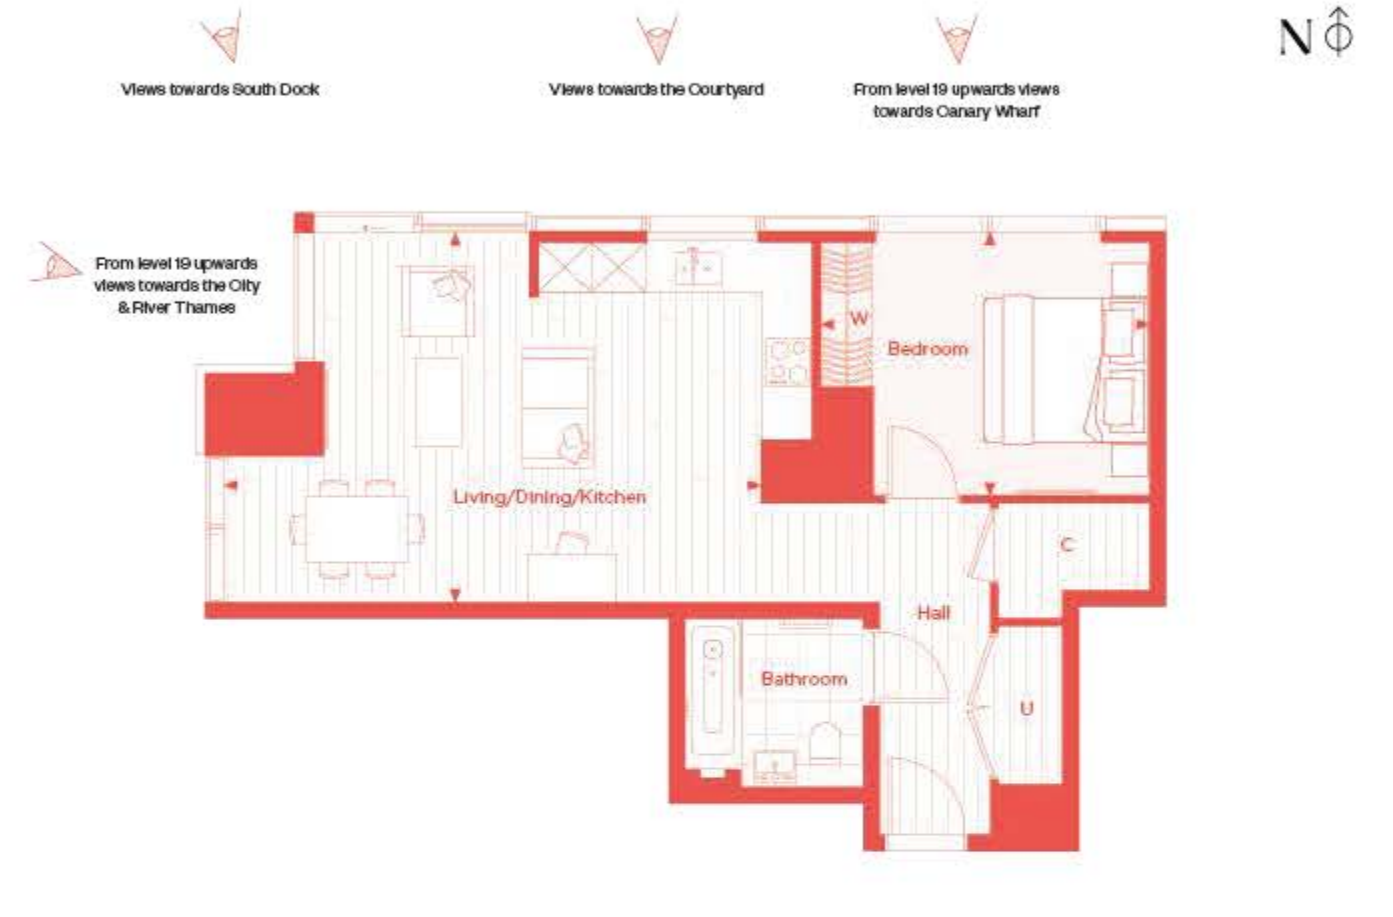 N
Views towards South Dock
Views towards the Courtyard
From level 19 upwards views
towards Canary Wharf
From level 19 upwards
views towards the City
& River Thames
W
Bedroom
Living/Dining/Kitchen
C
Hall
Bathroom
U